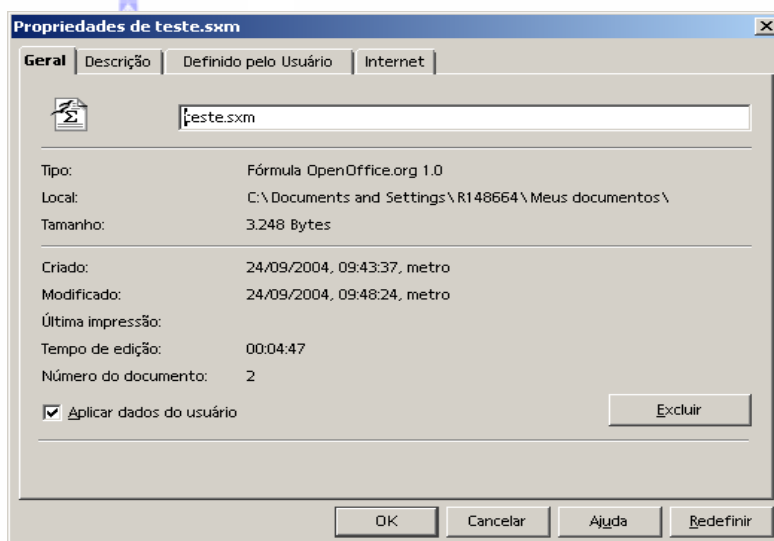 Propriedades de teste.sxm
Geral Descrição Definido pelo Usuário Internet
teste.sxm
Tipo: Fórmula OpenOffice.org 1.0
Local: C:\Documents and Settings\R148664\Meus documentos\
Tamanho: 3.248 Bytes
Criado: 24/09/2004, 09:43:37, metro
Modificado: 24/09/2004, 09:48:24, metro
Última impressão:
Tempo de edição: 00:04:47
Número do documento: 2
Aplicar dados do usuário Excluir
OK Cancelar Ajuda Redefinir